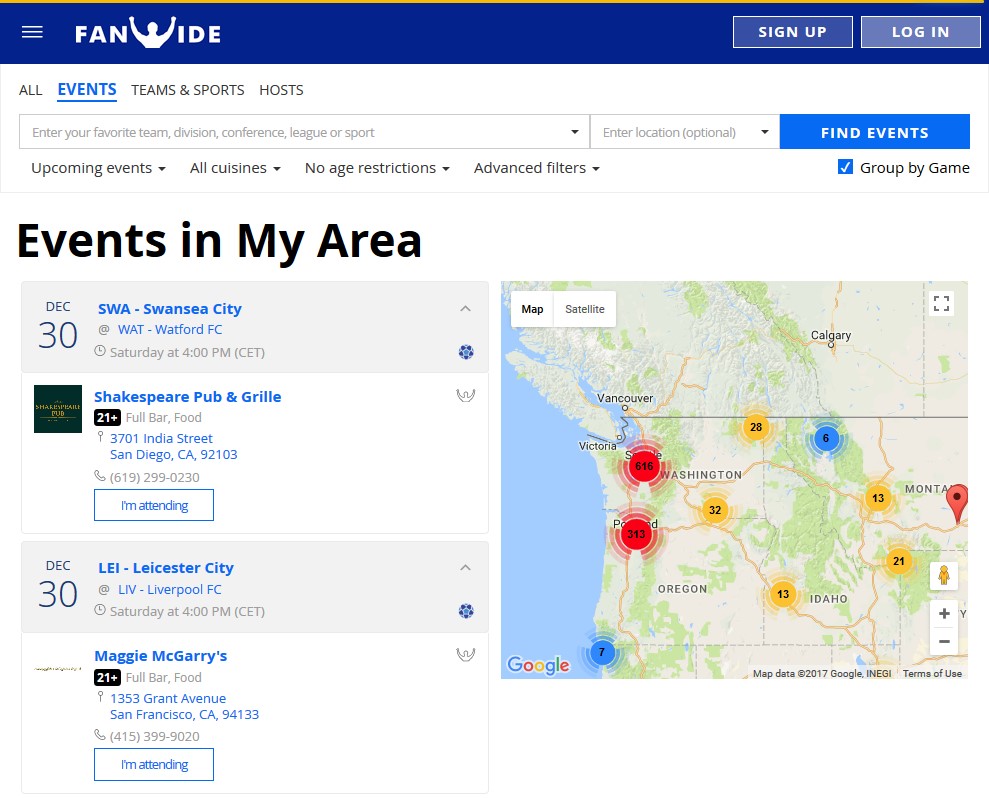 FANWIDE
SIGN UP
LOG IN
ALL
EVENTS
TEAMS & SPORTS
HOSTS
Enter your favorite team, division, conference, league or sport
Enter location (optional)
FIND EVENTS
Upcoming events
All cuisines
No age restrictions
Advanced filters
Group by Game
Events in My Area
DEC
30
SWA - Swansea City
@ WAT - Watford FC
Saturday at 4:00 PM (CET)
SHAKESPEARE
PUB
Shakespeare Pub & Grille
21+ Full Bar, Food
3701 India Street
San Diego, CA, 92103
(619) 299-0230
I'm attending
DEC
30
LEI - Leicester City
@ LIV - Liverpool FC
Saturday at 4:00 PM (CET)
Maggie McGarry's
21+ Full Bar, Food
1353 Grant Avenue
San Francisco, CA, 94133
(415) 399-9020
I'm attending
Map
Satellite
Calgary
Vancouver
Victoria
28
6
616
WASHINGTON
13
MONTA
32
313
21
OREGON
13
IDAHO
7
Google
Map data ©2017 Google, INEGI
Terms of Use